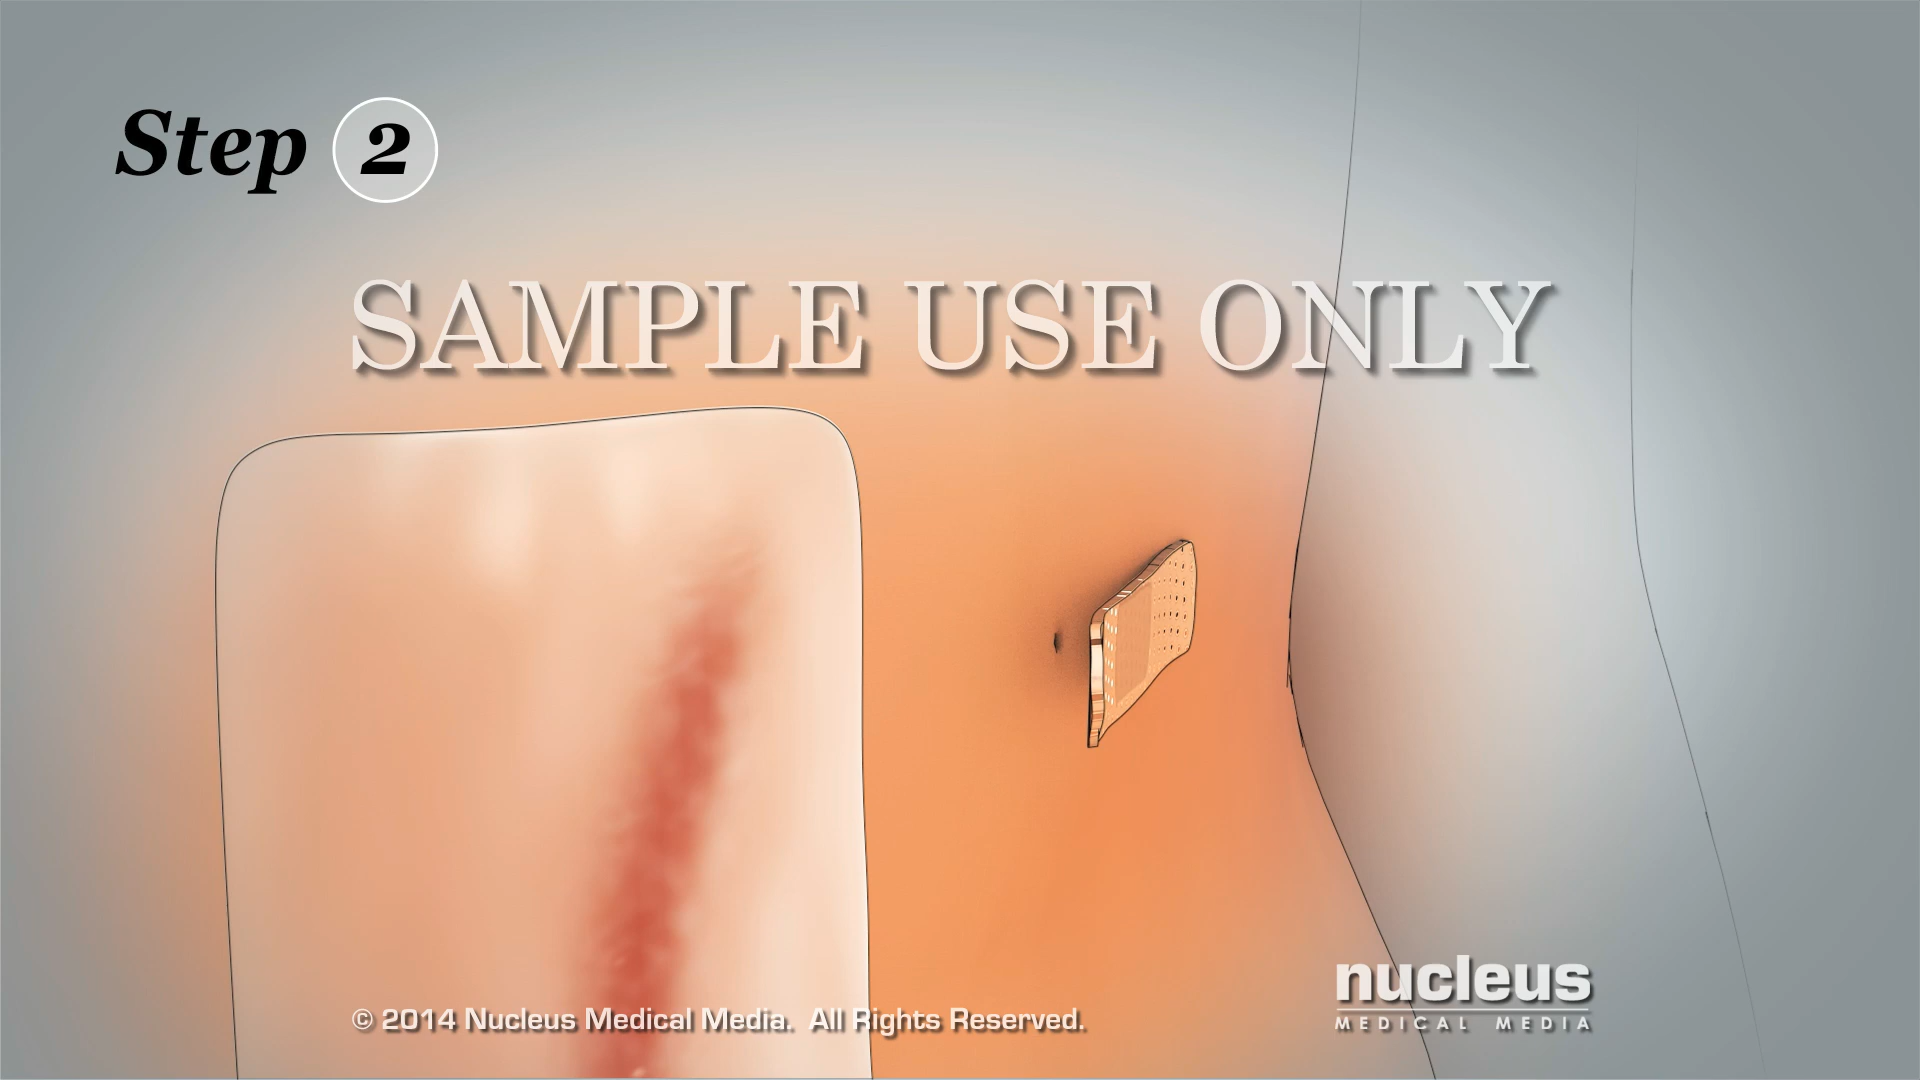 Step 2
SAMPLE USE ONLY
nucleus
MEDICAL MEDIA
© 2014 Nucleus Medical Media. All Rights Reserved.